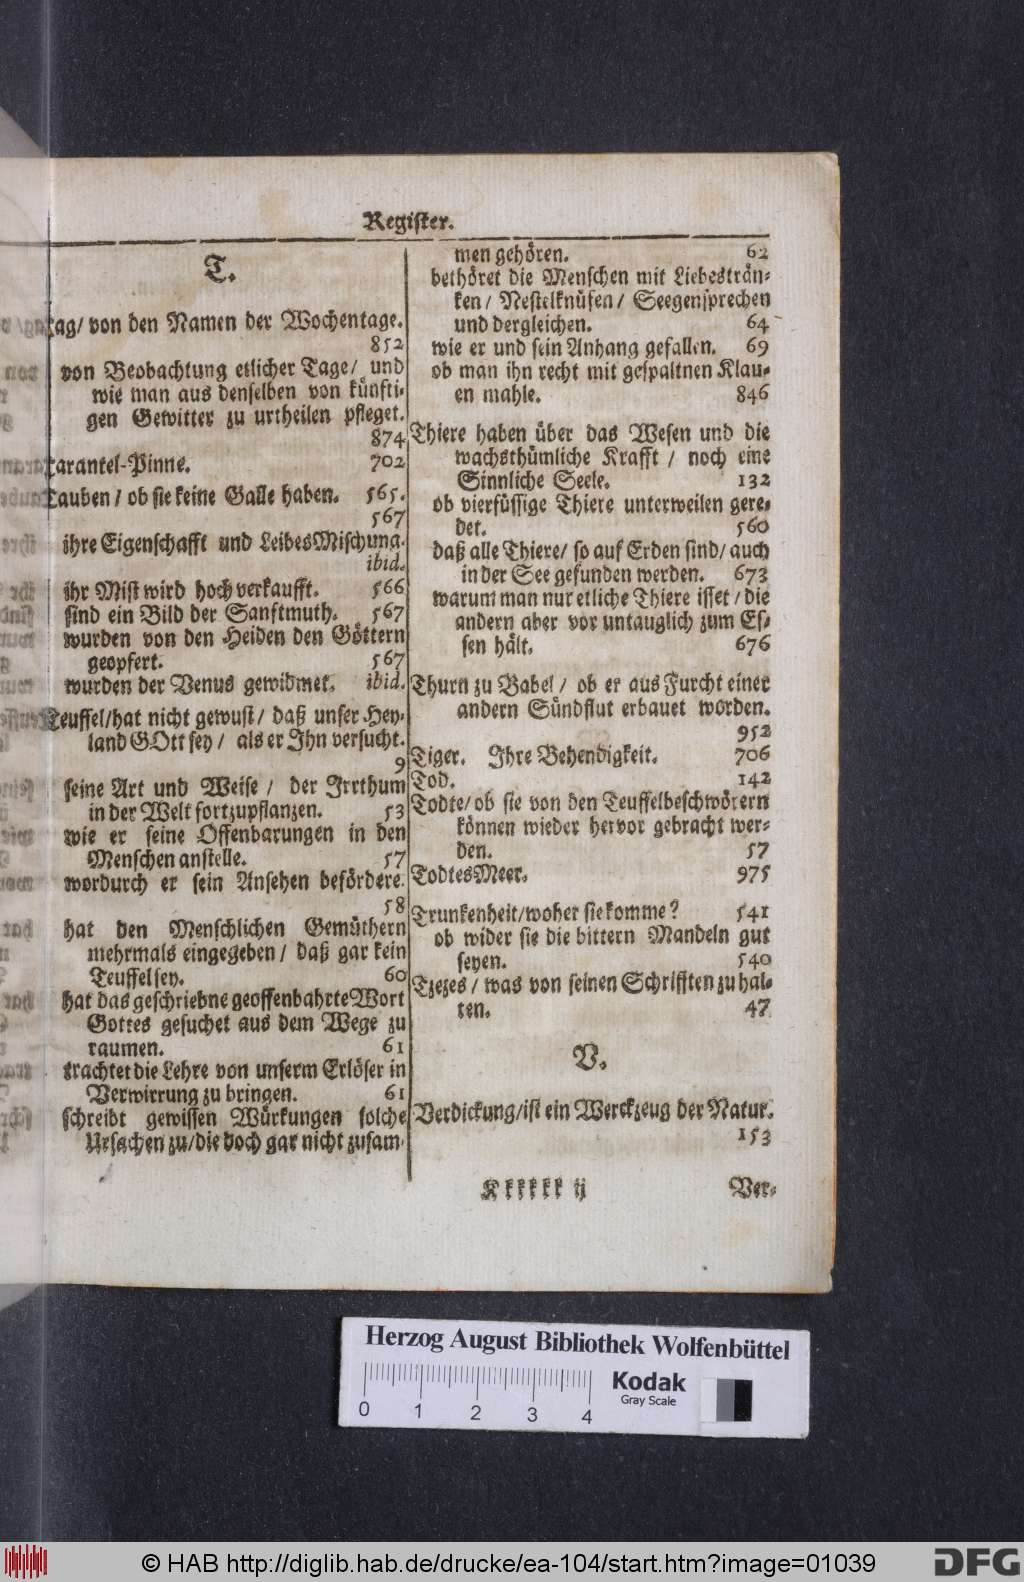 Register.
T.
Tag/ von den Namen der Wochentage.
852
von Beobachtung etlicher Tage/ und
wie man aus denselben von künfti-
gen Gewitter zu urtheilen pfleget.
874
Tarantel-Pinne. 702
Tauben/ ob sie keine Galle haben. 565.
567
ihre Eigenschafft und Leibes Mischung.
ibid.
ihr Mist wird hoch verkaufft. 566
sind ein Bild der Sanftmuth. 567
wurden von den Heiden den Göttern
geopfert. 567
wurden der Venus gewidmet. ibid.
Teuffel/ hat nicht gewust/ daß unser Hey-
land GOtt sey/ als er Ihn versucht.
9
seine Art und Weise/ der Irrthum
in der Welt fortzupflanzen. 53
wie er seine Offenbarungen in den
Menschen anstelle. 57
wordurch er sein Ansehen befördere.
58
hat den Menschlichen Gemüthern
mehrmals eingegeben/ daß gar kein
Teuffel sey. 60
hat das geschriebne geoffenbahrte Wort
Gottes gesuchet aus dem Wege zu
raumen. 61
trachtet die Lehre von unserm Erlöser in
Verwirrung zu bringen. 61
schreibt gewissen Würkungen solche
Ursachen zu/ die doch gar nicht zusam-
men gehören. 62
bethöret die Menschen mit Liebesträn-
ken/ Nestelknüfen/ Seegensprechen
und dergleichen. 64
wie er und sein Anhang gefallen. 69
ob man ihn recht mit gespaltnen Klau-
en mahle. 846
Thiere haben über das Wesen und die
wachsthümliche Krafft/ noch eine
Sinnliche Seele. 132
ob vierfüssige Thiere unterweilen gere-
det. 560
daß alle Thiere/ so auf Erden sind/ auch
in der See gefunden werden. 673
warum man nur etliche Thiere isset/ die
andern aber vor untauglich zum Es-
sen hält. 676
Thurn zu Babel/ ob er aus Furcht einer
andern Sündflut erbauet worden.
952
Tiger. Ihre Behendigkeit. 706
Tod. 142
Todte/ ob sie von den Teuffelbeschwörern
können wieder hervor gebracht wer-
den. 57
Todtes Meer. 975
Trunkenheit/ woher sie komme? 541
ob wider sie die bittern Mandeln gut
seyen. 540
Tzezes/ was von seinen Schrifften zu hal-
ten. 47
V.
Verdickung/ ist ein Werckzeug der Natur.
153
Kkkkkk ij Ver-
Herzog August Bibliothek Wolfenbüttel
Kodak
Gray Scale
0 1 2 3 4
© HAB http://diglib.hab.de/drucke/ea-104/start.htm?image=01039
DFG